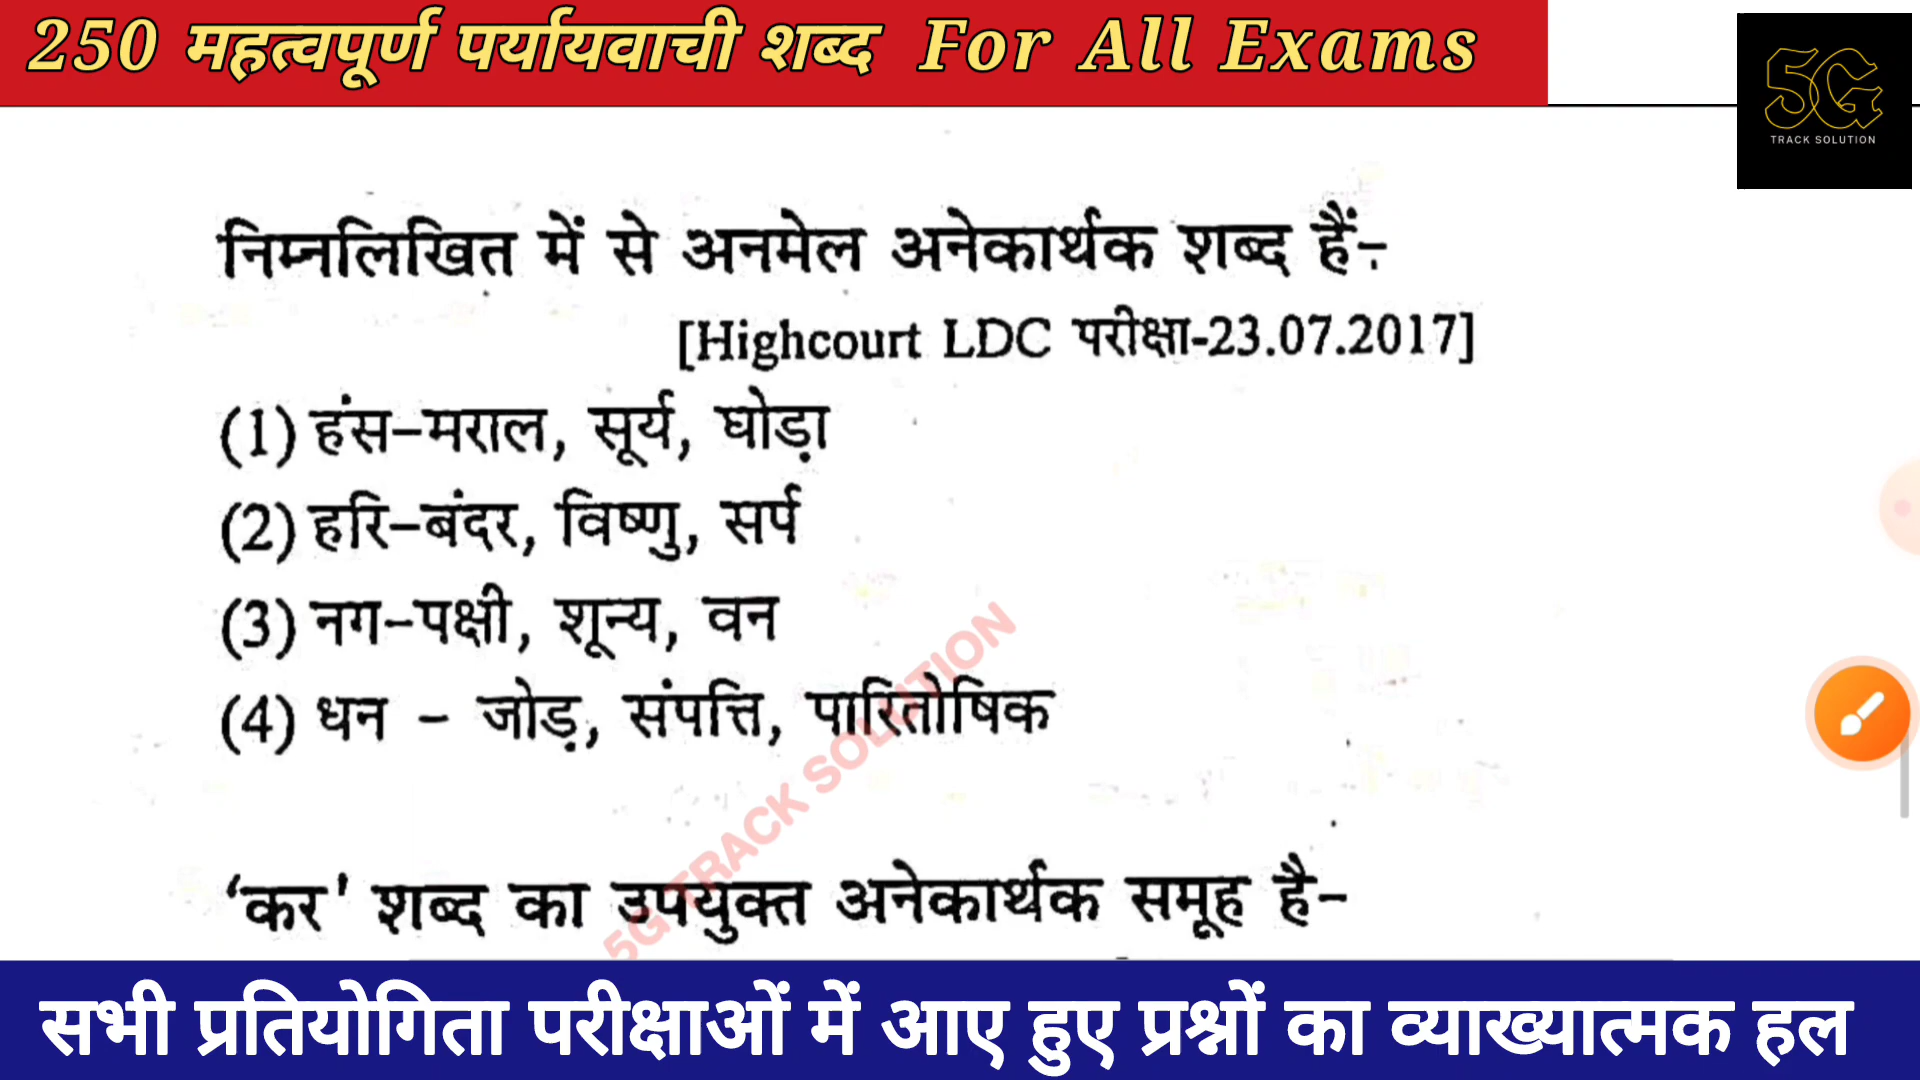 250 महत्वपूर्ण पर्यायवाची शब्द For All Exams
5G
TRACK SOLUTION
निम्नलिखित में से अनमेल अनेकार्थक शब्द हैं-
[Highcourt LDC परीक्षा-23.07.2017]
(1) हंस-मराल, सूर्य, घोड़ा
(2) हरि-बंदर, विष्णु, सर्प
(3) नग-पक्षी, शून्य, वन
(4) धन - जोड़, संपत्ति, पारितोषिक
5G TRACK SOLUTION
'कर' शब्द का उपयुक्त अनेकार्थक समूह है-
सभी प्रतियोगिता परीक्षाओं में आए हुए प्रश्नों का व्याख्यात्मक हल